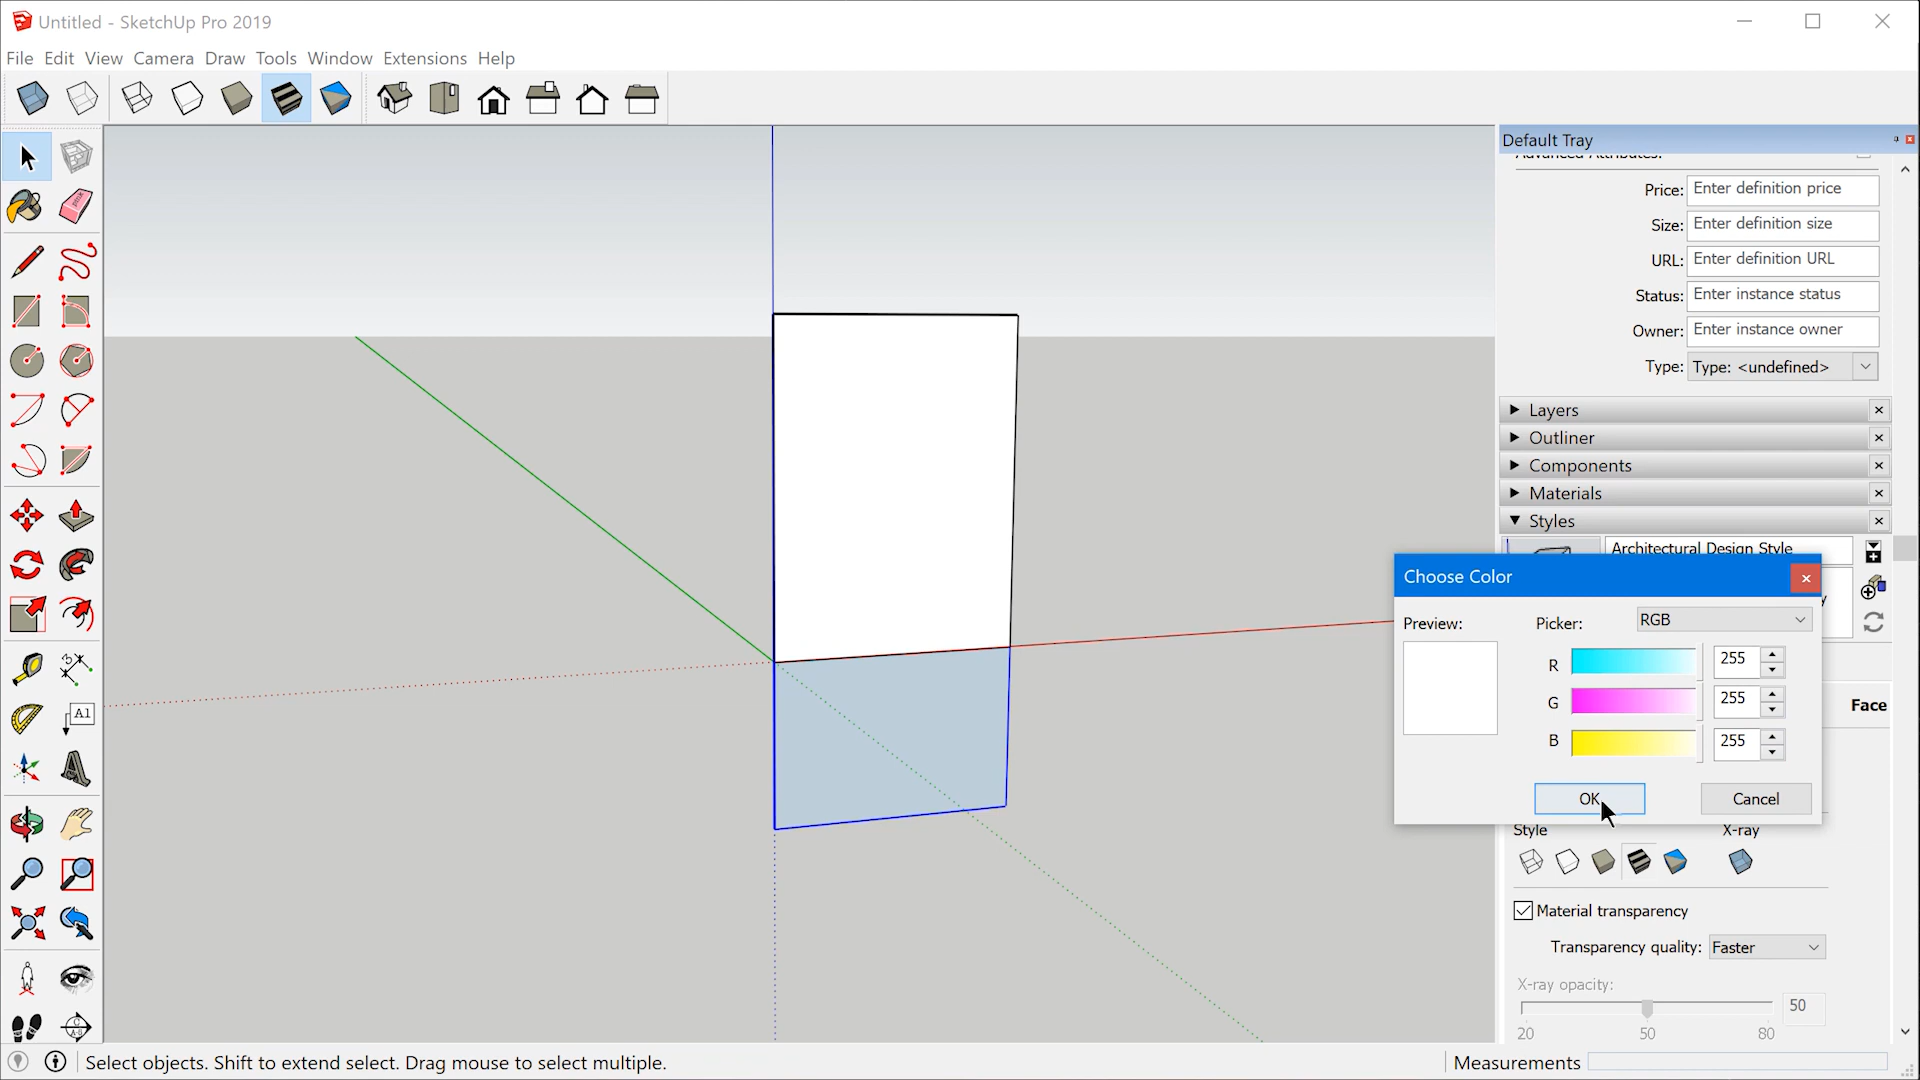 Untitled - SketchUp Pro 2019
File Edit View Camera Draw Tools Window Extensions Help
Default Tray
Advanced Attributes:
Price: Enter definition price
Size: Enter definition size
URL: Enter definition URL
Status: Enter instance status
Owner: Enter instance owner
Type: Type: <undefined>
Layers
Outliner
Components
Materials
Styles
Architectural Design Style
Choose Color
Preview:
Picker: RGB
R 255
G 255
B 255
OK Cancel
Face
Style X-ray
Material transparency
Transparency quality: Faster
X-ray opacity:
50
20 50 80
A1
Select objects. Shift to extend select. Drag mouse to select multiple.
Measurements